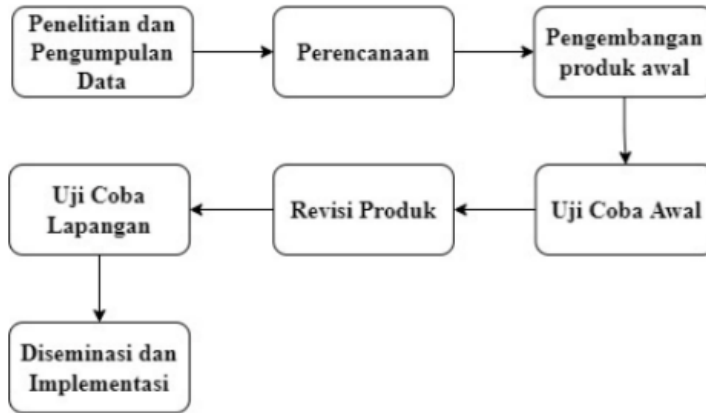 Penelitian dan
Pengumpulan
Data
Perencanaan
Pengembangan
produk awal
Uji Coba Awal
Revisi Produk
Uji Coba
Lapangan
Diseminasi dan
Implementasi